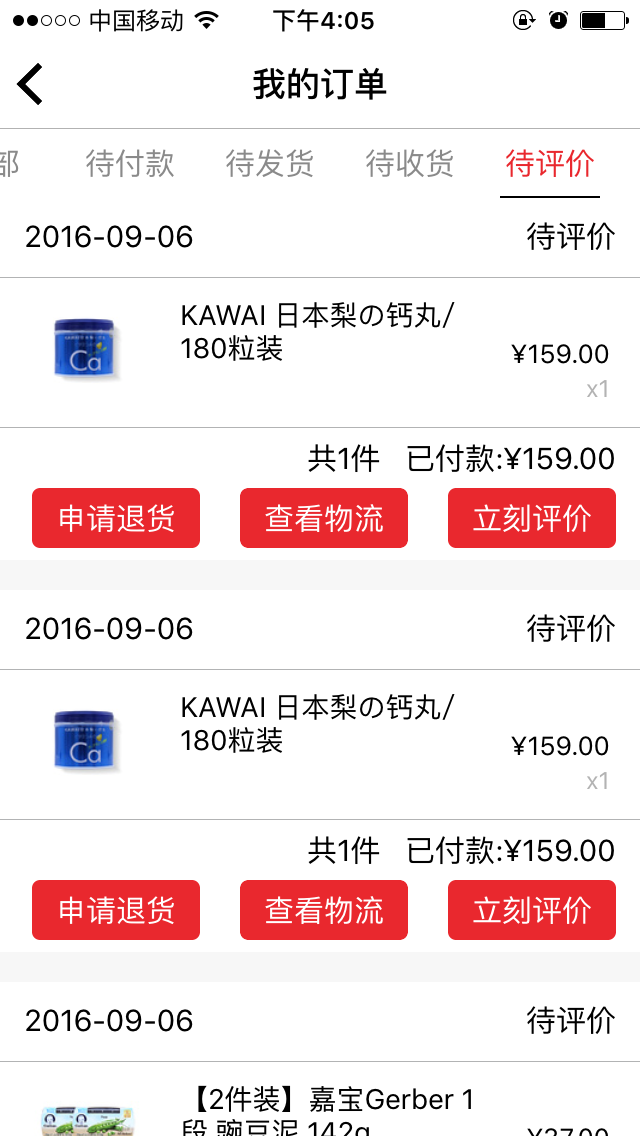 中国移动 下午4:05
我的订单
部 待付款 待发货 待收货 待评价
2016-09-06 待评价
KAWAI 日本梨の钙丸/
180粒装
¥159.00
x1
Ca
共1件 已付款:¥159.00
申请退货 查看物流 立刻评价
2016-09-06 待评价
KAWAI 日本梨の钙丸/
180粒装
¥159.00
x1
Ca
共1件 已付款:¥159.00
申请退货 查看物流 立刻评价
2016-09-06 待评价
【2件装】嘉宝Gerber 1
段 豌豆泥 142g
¥37.00